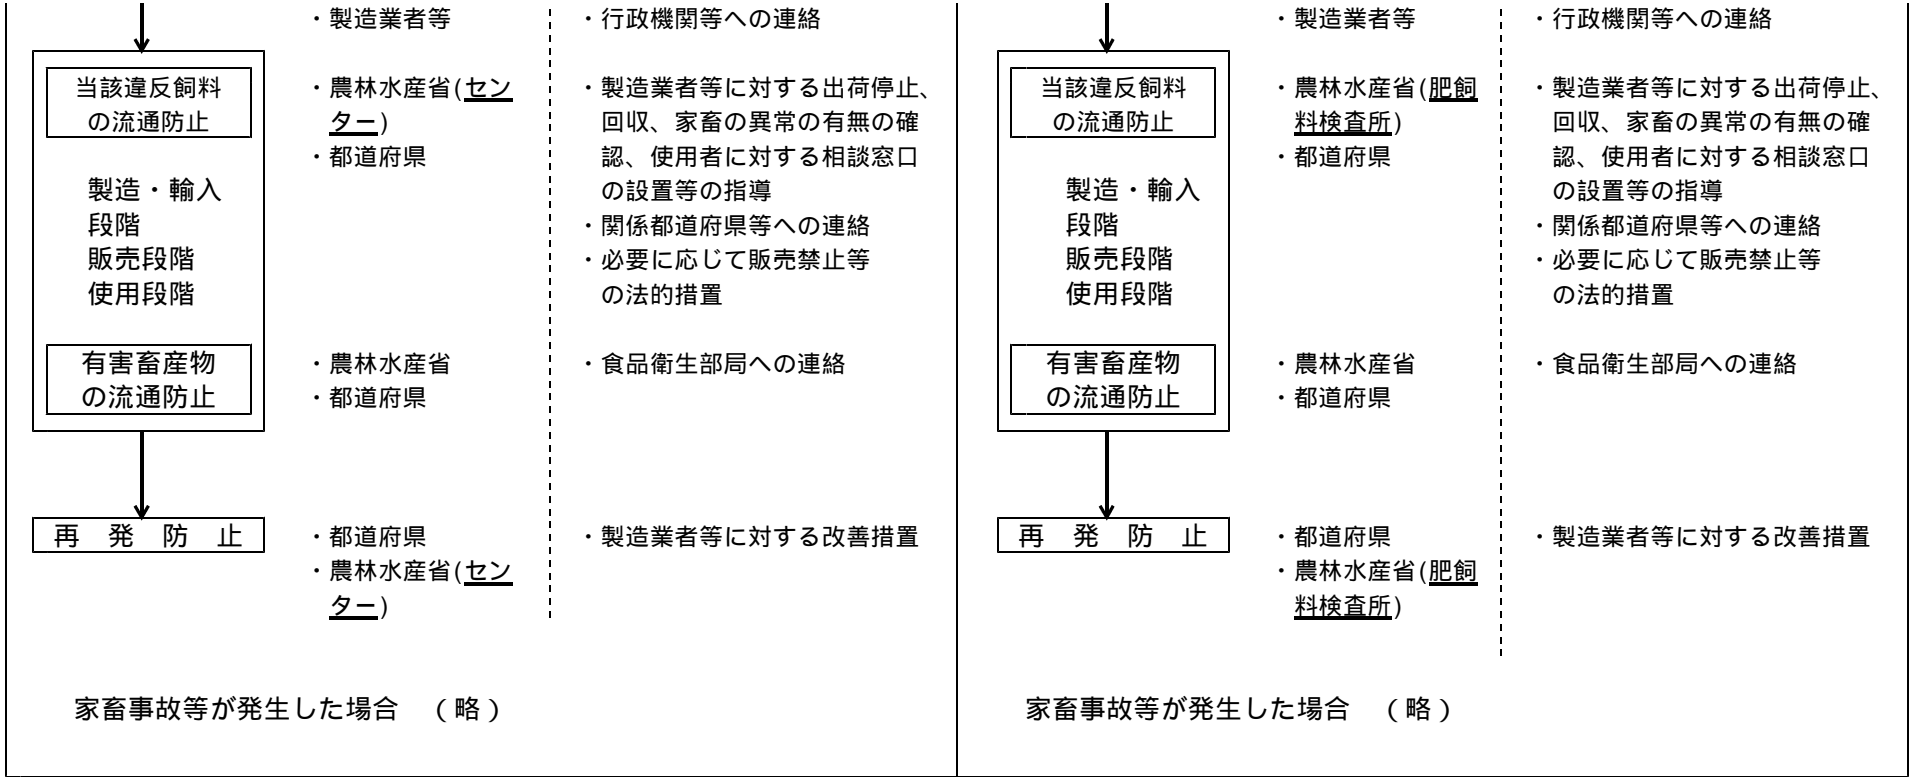 ・製造業者等
・行政機関等への連絡
当該違反飼料
の流通防止
製造・輸入
段階
販売段階
使用段階
・農林水産省(セン
ター)
・都道府県
・製造業者等に対する出荷停止、
回収、家畜の異常の有無の確
認、使用者に対する相談窓口
の設置等の指導
・関係都道府県等への連絡
・必要に応じて販売禁止等
の法的措置
有害畜産物
の流通防止
・農林水産省
・都道府県
・食品衛生部局への連絡
再　発　防　止
・都道府県
・農林水産省(セン
ター)
・製造業者等に対する改善措置
家畜事故等が発生した場合　（略）
・製造業者等
・行政機関等への連絡
当該違反飼料
の流通防止
製造・輸入
段階
販売段階
使用段階
・農林水産省(肥飼
料検査所)
・都道府県
・製造業者等に対する出荷停止、
回収、家畜の異常の有無の確
認、使用者に対する相談窓口
の設置等の指導
・関係都道府県等への連絡
・必要に応じて販売禁止等
の法的措置
有害畜産物
の流通防止
・農林水産省
・都道府県
・食品衛生部局への連絡
再　発　防　止
・都道府県
・農林水産省(肥飼
料検査所)
・製造業者等に対する改善措置
家畜事故等が発生した場合　（略）